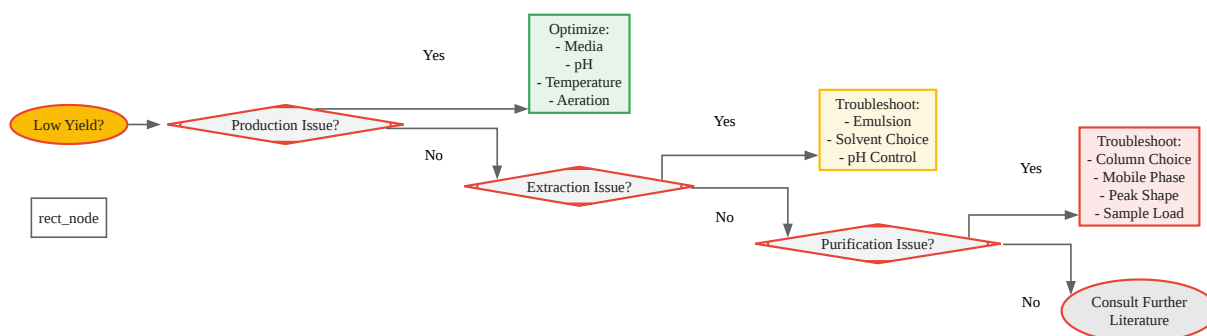 Low Yield?
Production Issue?
Yes
Optimize:
- Media
- pH
- Temperature
- Aeration
No
Extraction Issue?
Yes
Troubleshoot:
- Emulsion
- Solvent Choice
- pH Control
No
Purification Issue?
Yes
Troubleshoot:
- Column Choice
- Mobile Phase
- Peak Shape
- Sample Load
No
Consult Further
Literature
rect_node